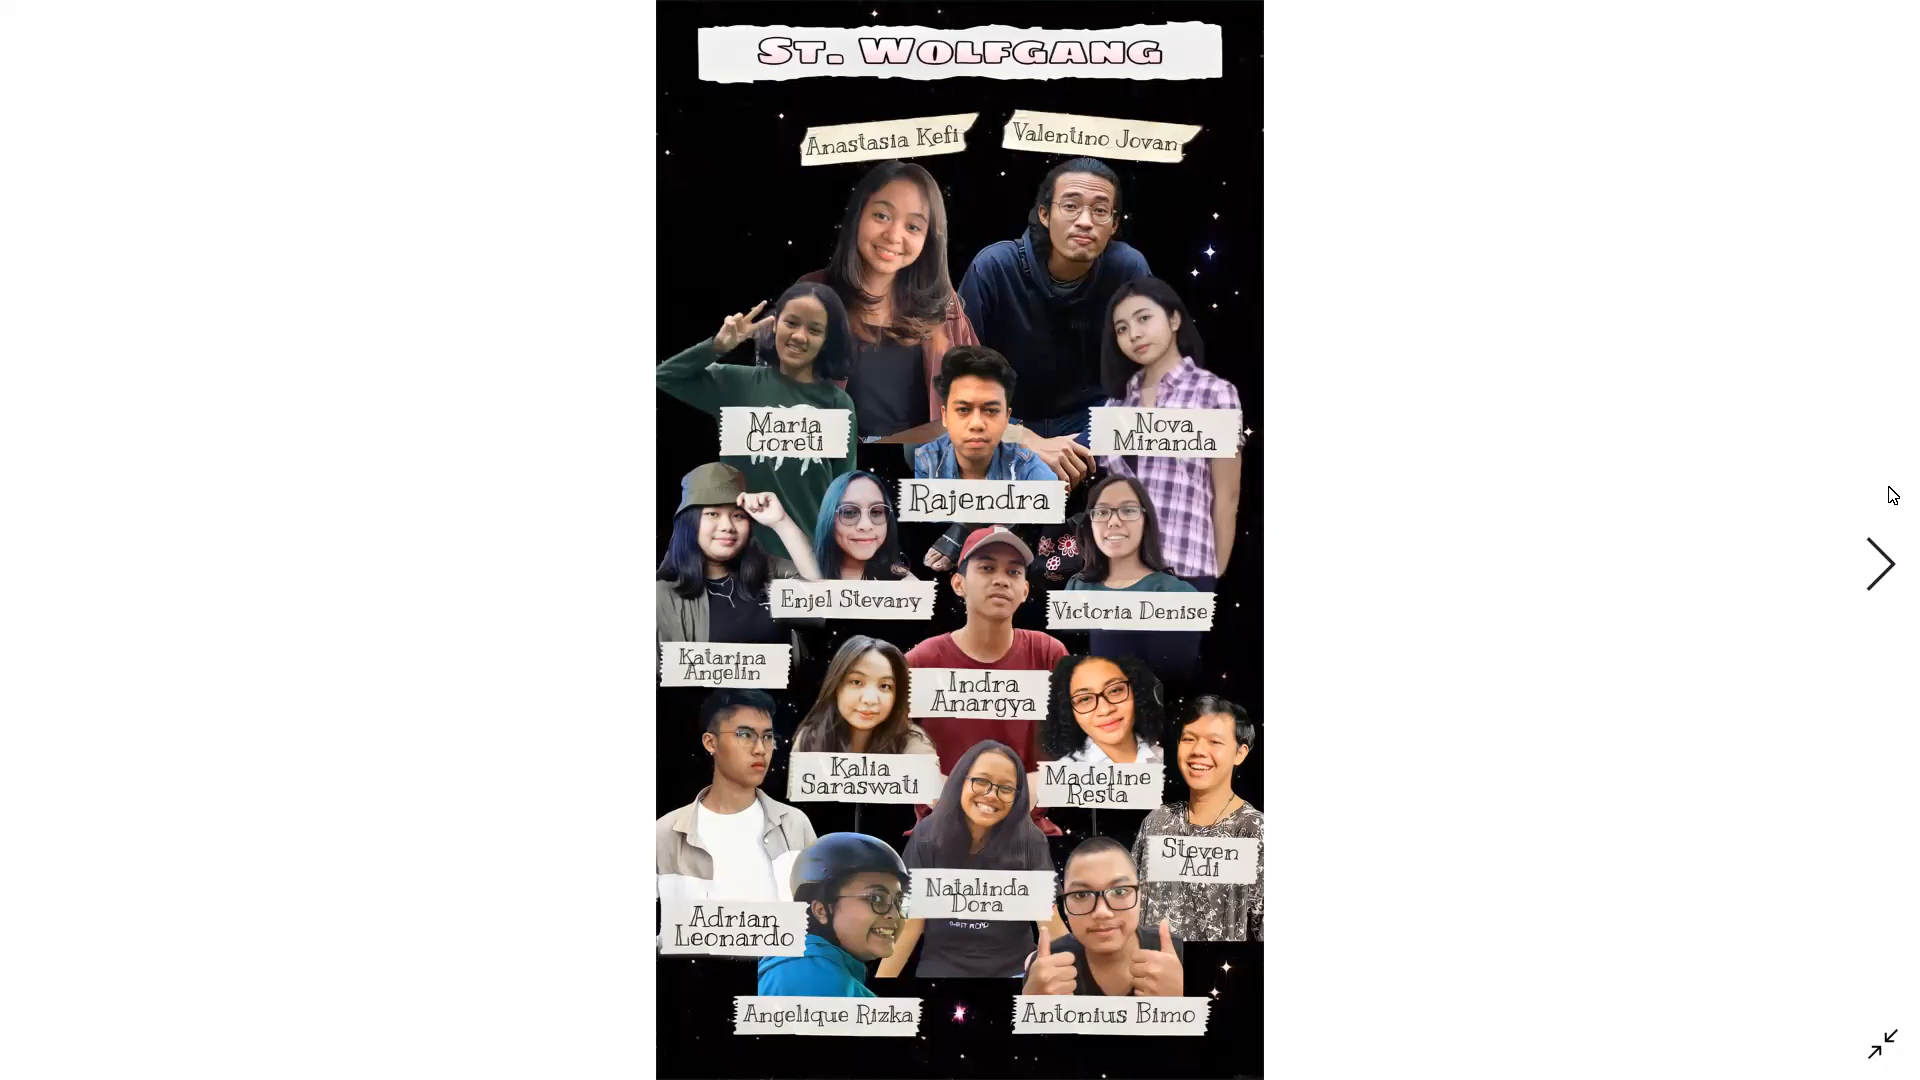 St. Wolfgang
Anastasia Kefi
Valentino Jovan
Maria
Goreti
Nova
Miranda
Rajendra
Enjel Stevany
Victoria Denise
Katarina
Angelin
Indra
Anargya
Kalia
Saraswati
Madeline
Resta
Steven
Adi
Natalinda
Dora
Adrian
Leonardo
Angelique Rizka
Antonius Bimo